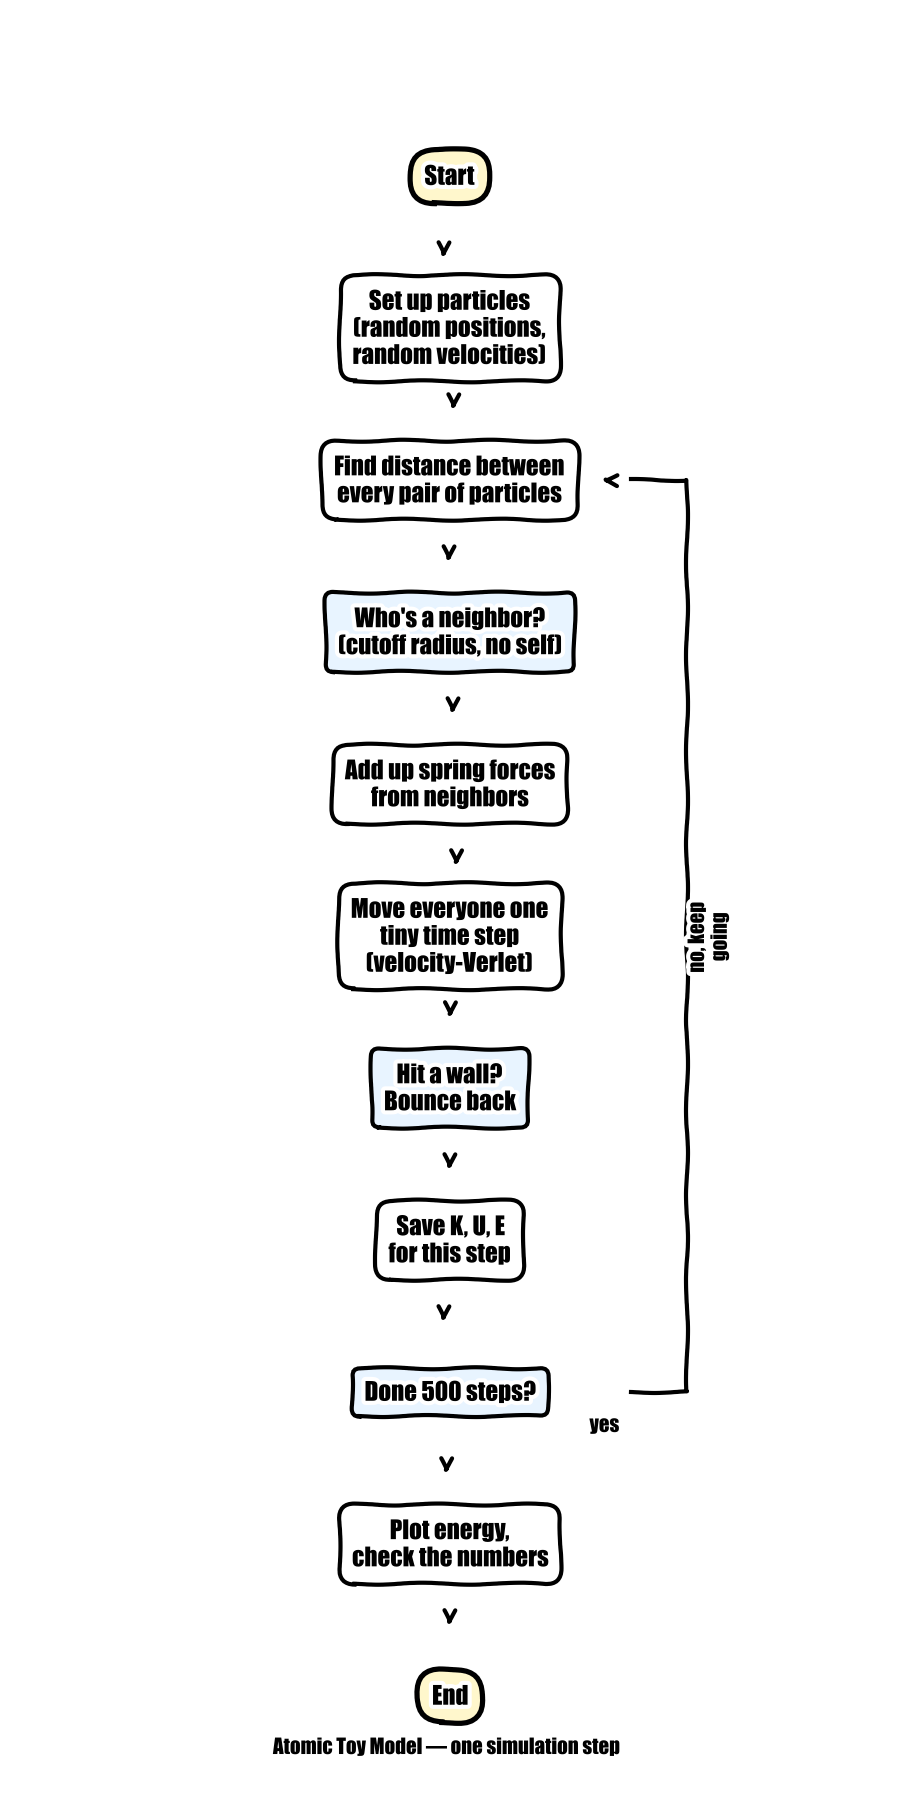 Start
Set up particles
(random positions,
random velocities)
Find distance between
every pair of particles
Who's a neighbor?
(cutoff radius, no self)
Add up spring forces
from neighbors
Move everyone one
tiny time step
(velocity-Verlet)
no, keep
going
Hit a wall?
Bounce back
Save K, U, E
for this step
Done 500 steps?
yes
Plot energy,
check the numbers
End
Atomic Toy Model — one simulation step